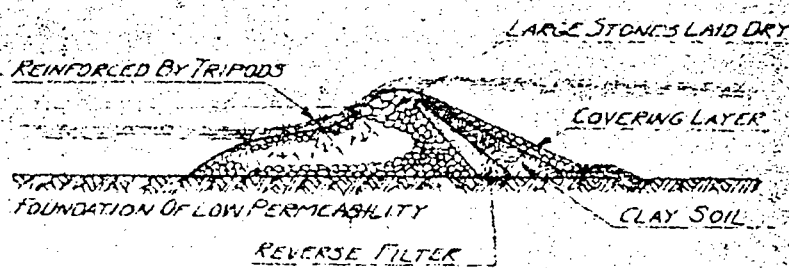 LARGE STONES LAID DRY
REINFORCED BY TRIPODS
COVERING LAYER
FOUNDATION OF LOW PERMEABILITY
CLAY SOIL
REVERSE FILTER